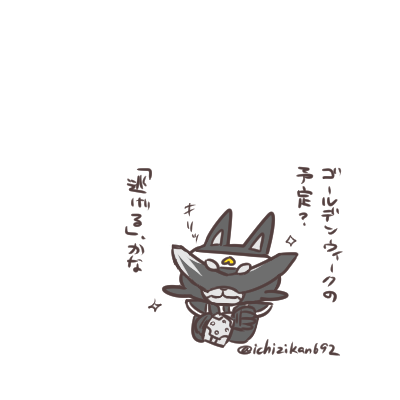 ゴールデンウィークの
予定？
キリッ
「逃げる」、かな
@ichizikan692